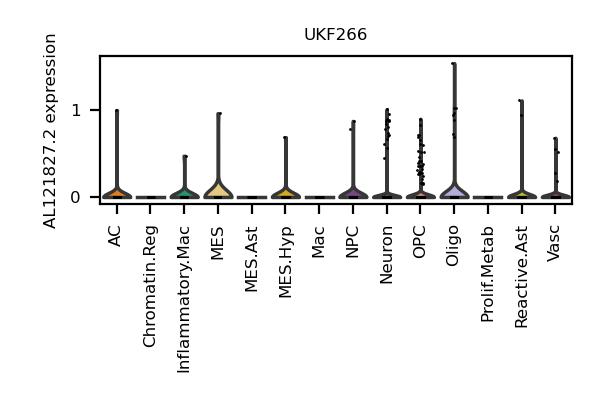 UKF266
AL121827.2 expression
1
0
AC
Chromatin.Reg
Inflammatory.Mac
MES
MES.Ast
MES.Hyp
Mac
NPC
Neuron
OPC
Oligo
Prolif.Metab
Reactive.Ast
Vasc